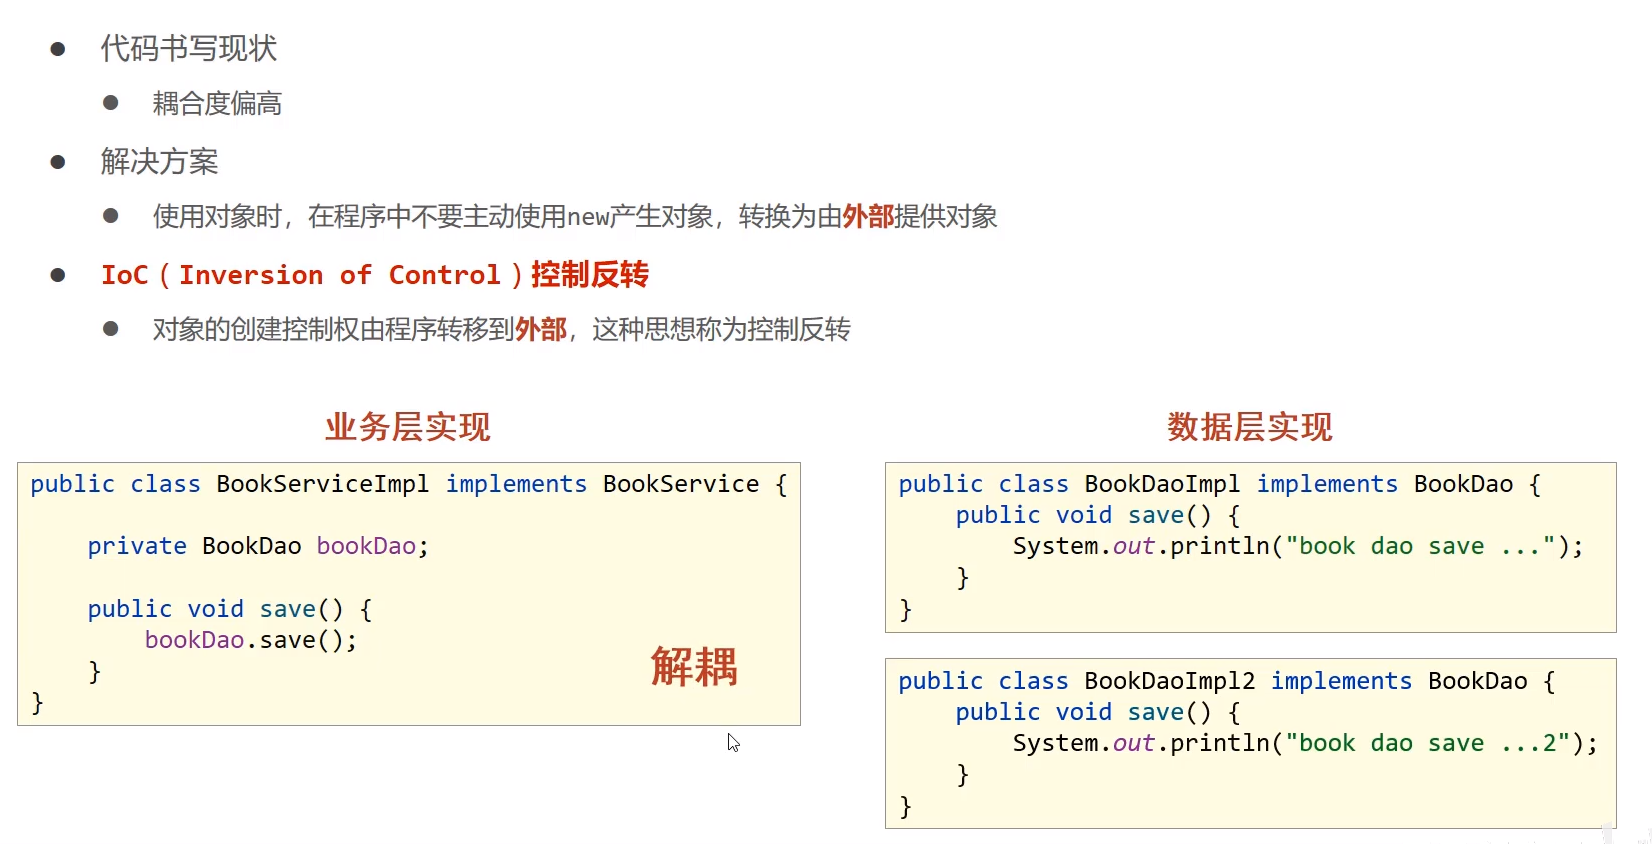 代码书写现状
耦合度偏高
解决方案
使用对象时，在程序中不要主动使用new产生对象，转换为由外部提供对象
IoC（Inversion of Control）控制反转
对象的创建控制权由程序转移到外部，这种思想称为控制反转
业务层实现
public class BookServiceImpl implements BookService {
private BookDao bookDao;
public void save() {
bookDao.save();
}
}
解耦
数据层实现
public class BookDaoImpl implements BookDao {
public void save() {
System.out.println("book dao save ...");
}
}
public class BookDaoImpl2 implements BookDao {
public void save() {
System.out.println("book dao save ...2");
}
}